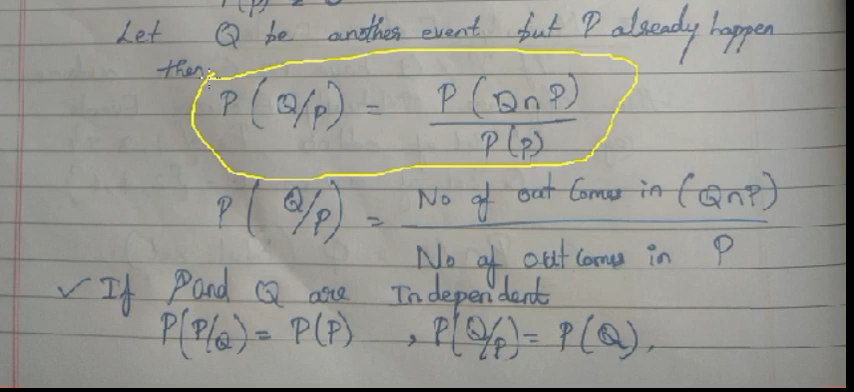 Let Q be another event but P already happen
then:
P(Q/P) = P(Q∩P) / P(P)
P(Q/P) = No of out comes in (Q∩P) / No of out comes in P
✓ If P and Q are Independent
P(P/Q) = P(P) , P(Q/P) = P(Q),